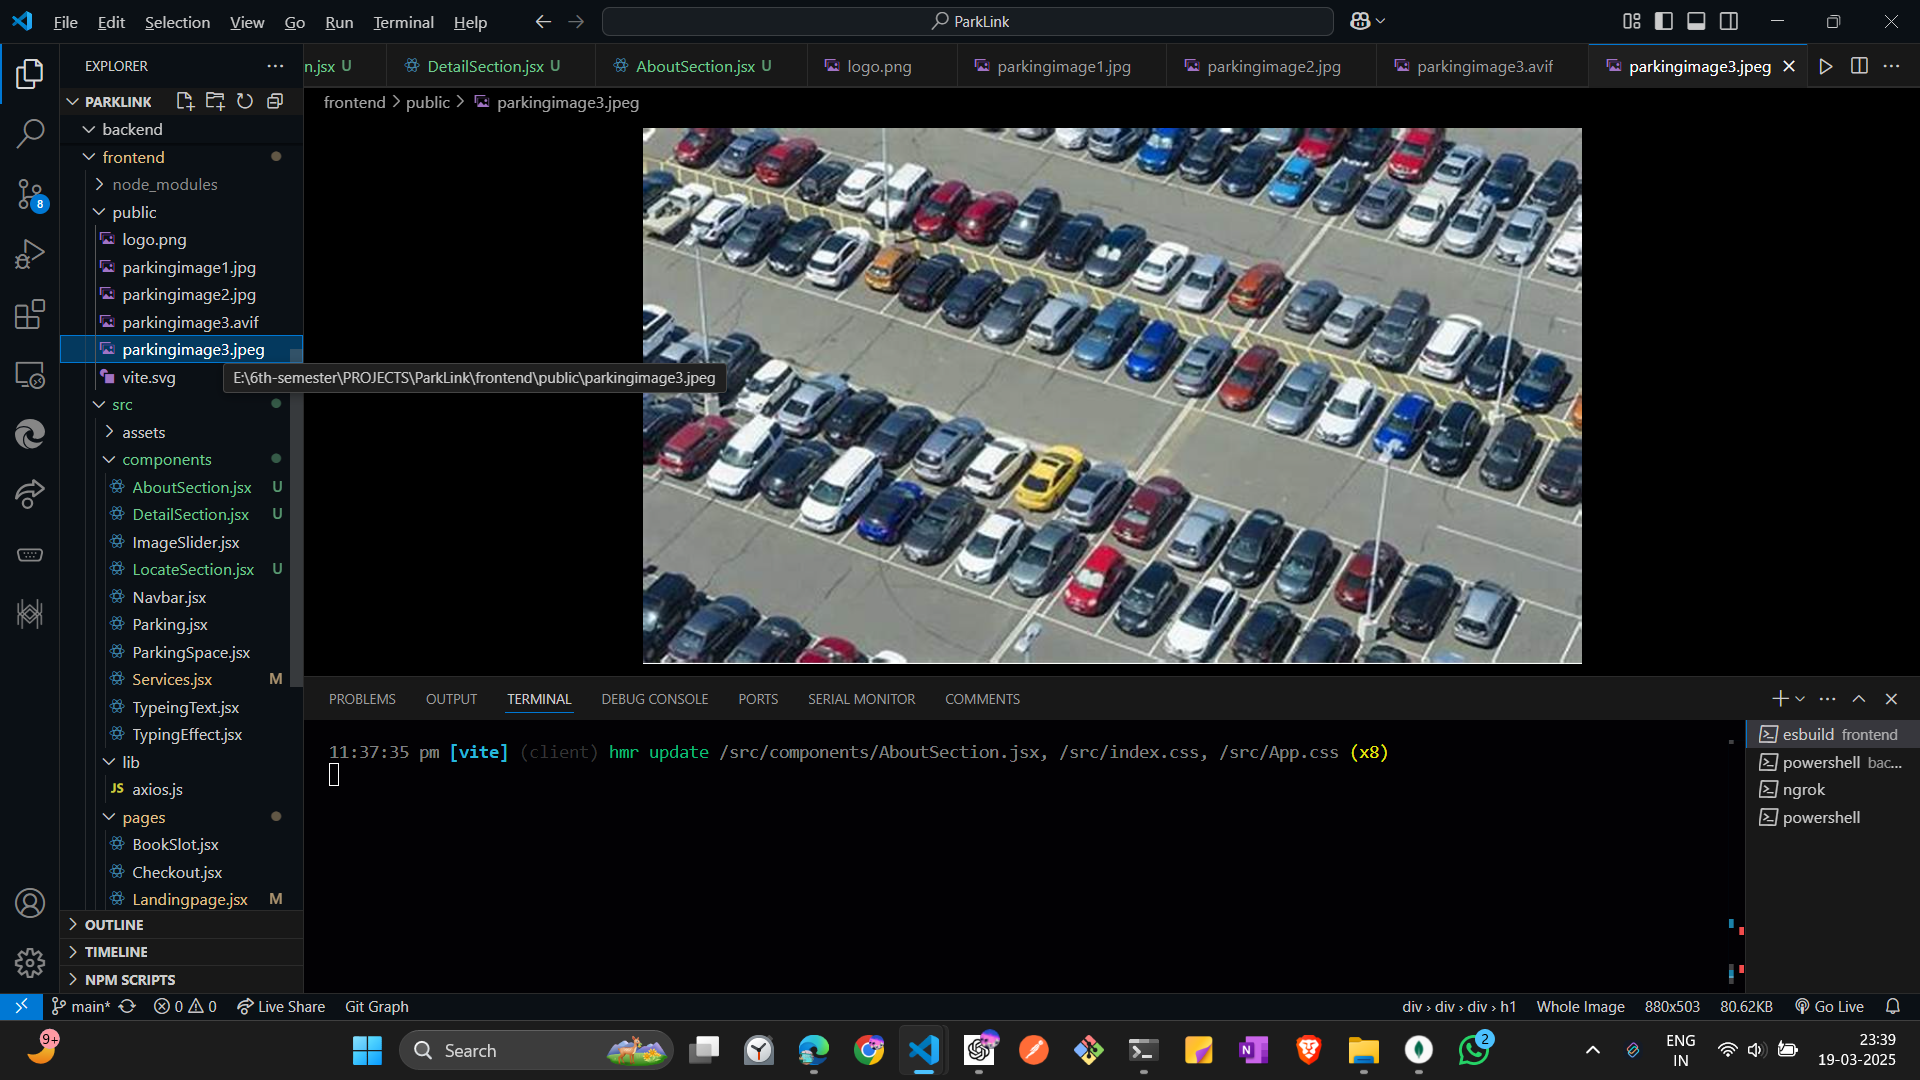 File Edit Selection View Go Run Terminal Help
ParkLink
EXPLORER
n.jsx U
DetailSection.jsx U
AboutSection.jsx U
logo.png
parkingimage1.jpg
parkingimage2.jpg
parkingimage3.avif
parkingimage3.jpeg
PARKLINK
frontend > public > parkingimage3.jpeg
backend
frontend
node_modules
public
logo.png
parkingimage1.jpg
parkingimage2.jpg
parkingimage3.avif
parkingimage3.jpeg
vite.svg
E:\6th-semester\PROJECTS\ParkLink\frontend\public\parkingimage3.jpeg
src
assets
components
AboutSection.jsx U
DetailSection.jsx U
ImageSlider.jsx
LocateSection.jsx U
Navbar.jsx
Parking.jsx
ParkingSpace.jsx
Services.jsx M
TypeingText.jsx
TypingEffect.jsx
lib
JS axios.js
pages
BookSlot.jsx
Checkout.jsx
Landingpage.jsx M
OUTLINE
TIMELINE
NPM SCRIPTS
8
PROBLEMS OUTPUT TERMINAL DEBUG CONSOLE PORTS SERIAL MONITOR COMMENTS
11:37:35 pm [vite] (client) hmr update /src/components/AboutSection.jsx, /src/index.css, /src/App.css (x8)
esbuild frontend
powershell bac...
ngrok
powershell
main* 0 0 Live Share Git Graph
div > div > div > h1 Whole Image 880x503 80.62KB Go Live
9+
Search
2
ENG
IN
23:39
19-03-2025